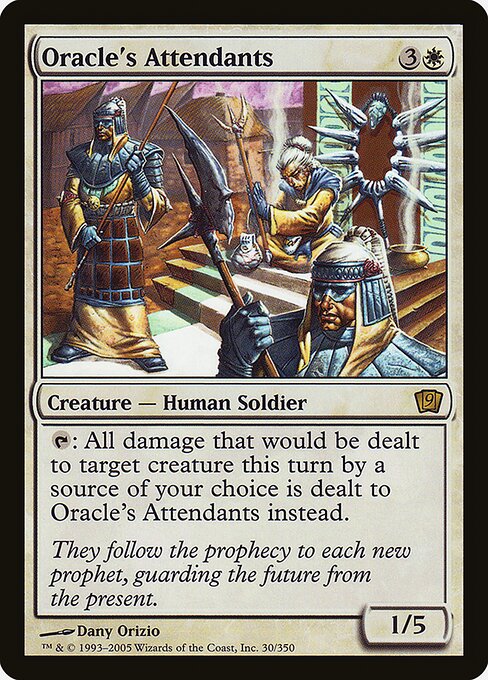 Oracle's Attendants 3
Creature — Human Soldier 9
: All damage that would be dealt
to target creature this turn by a
source of your choice is dealt to
Oracle's Attendants instead.
They follow the prophecy to each new
prophet, guarding the future from
the present.
Dany Orizio
1/5
™ & © 1993–2005 Wizards of the Coast, Inc. 30/350